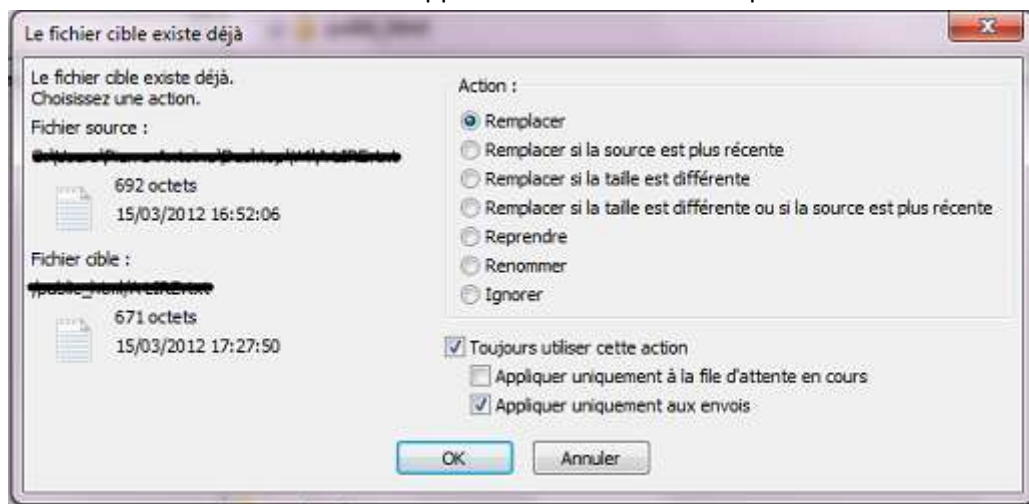 Le fichier cible existe déjà
Le fichier cible existe déjà.
Choisissez une action.
Fichier source :
692 octets
15/03/2012 16:52:06
Fichier cible :
671 octets
15/03/2012 17:27:50
Action :
Remplacer
Remplacer si la source est plus récente
Remplacer si la taille est différente
Remplacer si la taille est différente ou si la source est plus récente
Reprendre
Renommer
Ignorer
Toujours utiliser cette action
Appliquer uniquement à la file d'attente en cours
Appliquer uniquement aux envois
OK
Annuler